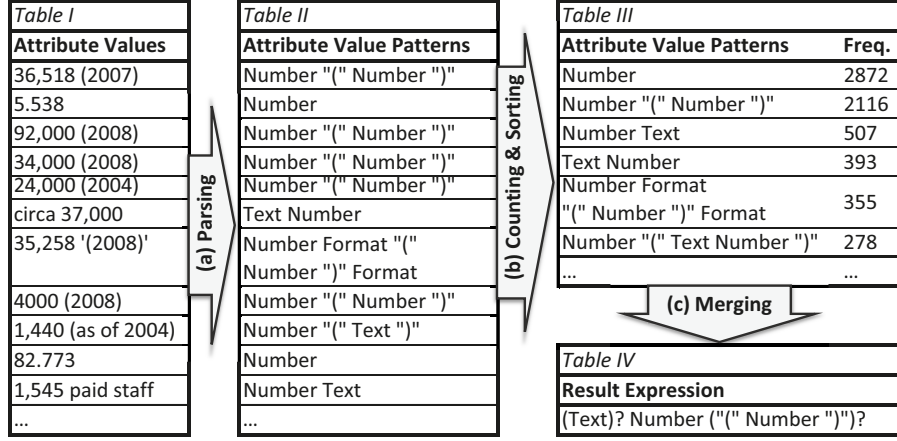 Table I
Attribute Values
36,518 (2007)
5.538
92,000 (2008)
34,000 (2008)
24,000 (2004)
circa 37,000
35,258 '(2008)'
4000 (2008)
1,440 (as of 2004)
82.773
1,545 paid staff
...
(a) Parsing
Table II
Attribute Value Patterns
Number "(" Number ")"
Number
Number "(" Number ")"
Number "(" Number ")"
Number "(" Number ")"
Text Number
Number Format "("
Number ")" Format
Number "(" Number ")"
Number "(" Text ")"
Number
Number Text
...
(b) Counting & Sorting
Table III
Attribute Value Patterns Freq.
Number 2872
Number "(" Number ")" 2116
Number Text 507
Text Number 393
Number Format
"(" Number ")" Format 355
Number "(" Text Number ")" 278
... ...
(c) Merging
Table IV
Result Expression
(Text)? Number ("(" Number ")")?